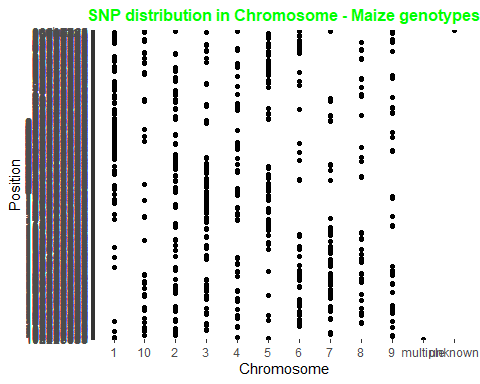 SNP distribution in Chromosome - Maize genotypes
Position
1 10 2 3 4 5 6 7 8 9 multiple unknown
Chromosome